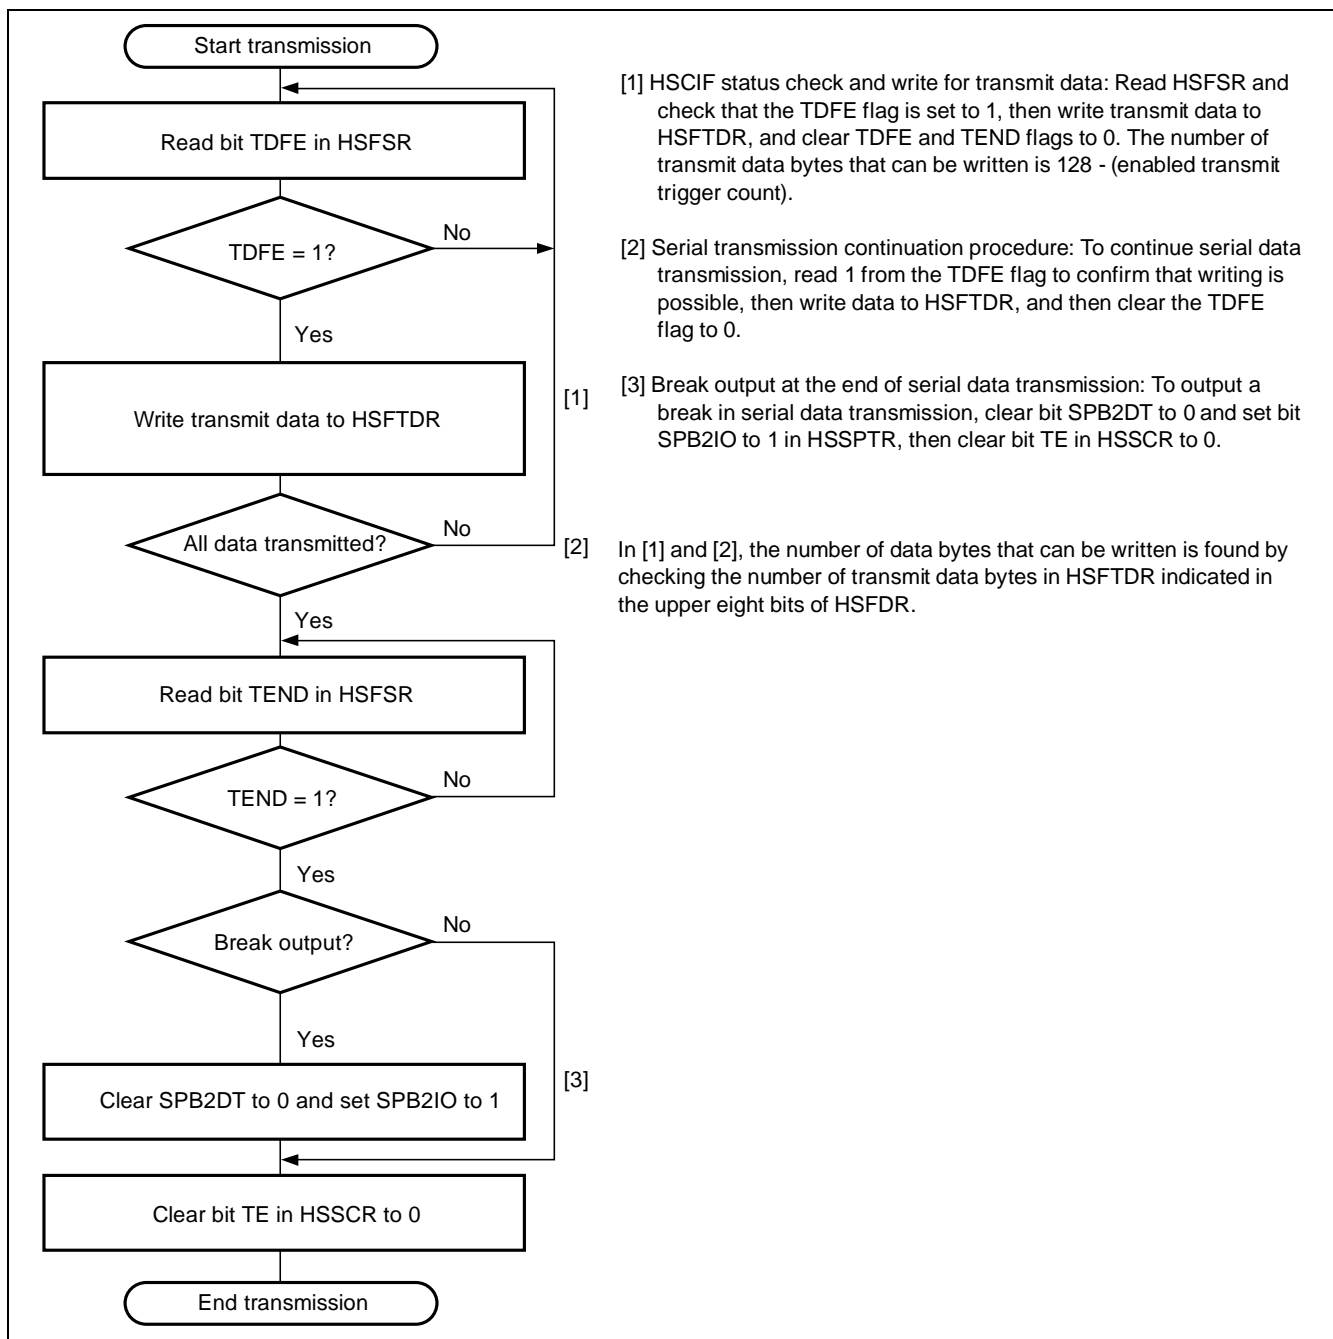 Start transmission
Read bit TDFE in HSFSR
TDFE = 1?
No
Yes
Write transmit data to HSFTDR
[1]
All data transmitted?
No
[2]
Yes
Read bit TEND in HSFSR
TEND = 1?
No
Yes
Break output?
No
Yes
Clear SPB2DT to 0 and set SPB2IO to 1
[3]
Clear bit TE in HSSCR to 0
End transmission
[1] HSCIF status check and write for transmit data: Read HSFSR and
check that the TDFE flag is set to 1, then write transmit data to
HSFTDR, and clear TDFE and TEND flags to 0. The number of
transmit data bytes that can be written is 128 - (enabled transmit
trigger count).
[2] Serial transmission continuation procedure: To continue serial data
transmission, read 1 from the TDFE flag to confirm that writing is
possible, then write data to HSFTDR, and then clear the TDFE
flag to 0.
[3] Break output at the end of serial data transmission: To output a
break in serial data transmission, clear bit SPB2DT to 0 and set bit
SPB2IO to 1 in HSSPTR, then clear bit TE in HSSCR to 0.
In [1] and [2], the number of data bytes that can be written is found by
checking the number of transmit data bytes in HSFTDR indicated in
the upper eight bits of HSFDR.